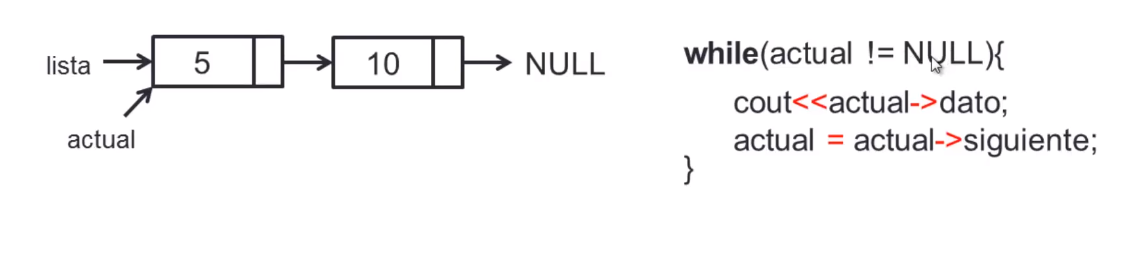 lista 5 10 NULL
actual
while(actual != NULL){
cout<<actual->dato;
actual = actual->siguiente;
}